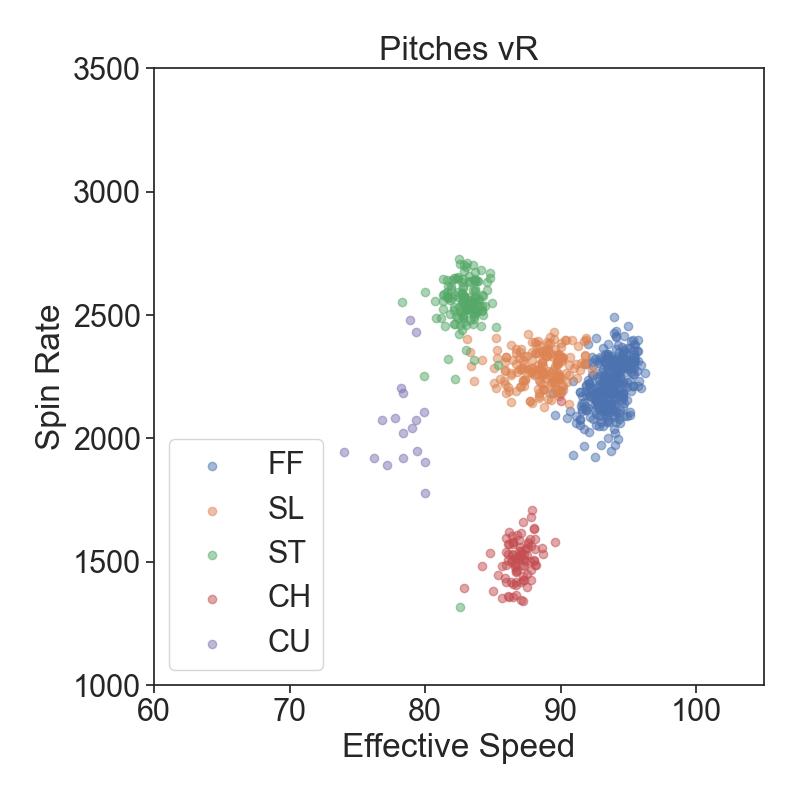 Pitches vR
3500
3000
2500
2000
1500
1000
Spin Rate
FF
SL
ST
CH
CU
60 70 80 90 100
Effective Speed